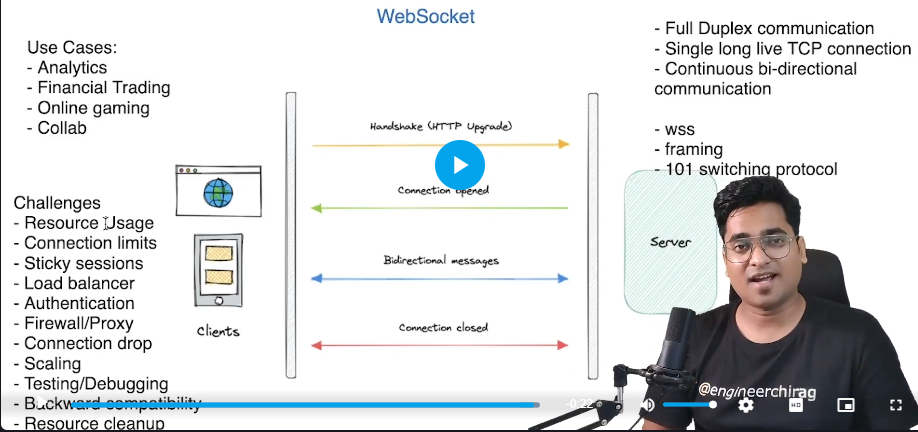 WebSocket
Use Cases:
- Analytics
- Financial Trading
- Online gaming
- Collab
- Full Duplex communication
- Single long live TCP connection
- Continuous bi-directional
communication
- wss
- framing
- 101 switching protocol
Handshake (HTTP Upgrade)
Connection opened
Bidirectional messages
Connection closed
Clients
Server
Challenges
- Resource Usage
- Connection limits
- Sticky sessions
- Load balancer
- Authentication
- Firewall/Proxy
- Connection drop
- Scaling
- Testing/Debugging
- Backward compatibility
- Resource cleanup
@engineerchirag
-0:22
HD